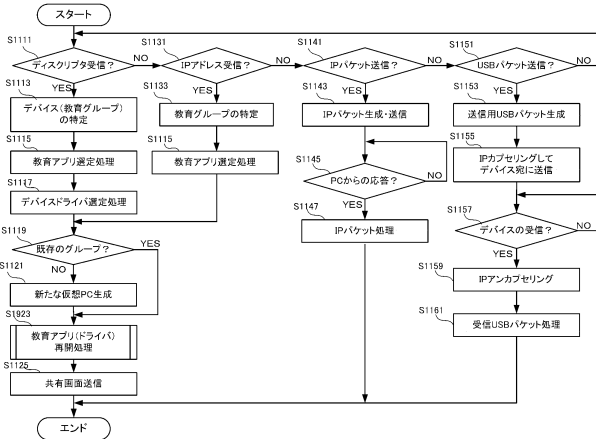 スタート
S1111
ディスクリプタ受信？
NO
YES
S1113
デバイス（教育グループ）
の特定
S1115
教育アプリ選定処理
S1117
デバイスドライバ選定処理
S1119
既存のグループ？
YES
NO
S1121
新たな仮想PC生成
S1923
教育アプリ（ドライバ）
再開処理
S1125
共有画面送信
エンド
S1131
IPアドレス受信？
NO
YES
S1133
教育グループの特定
S1115
教育アプリ選定処理
S1141
IPパケット送信？
NO
YES
S1143
IPパケット生成・送信
S1145
PCからの応答？
NO
YES
S1147
IPパケット処理
S1151
USBパケット送信？
NO
YES
S1153
送信用USBパケット生成
S1155
IPカプセリングして
デバイス宛に送信
S1157
デバイスの受信？
NO
YES
S1159
IPアンカプセリング
S1161
受信USBパケット処理